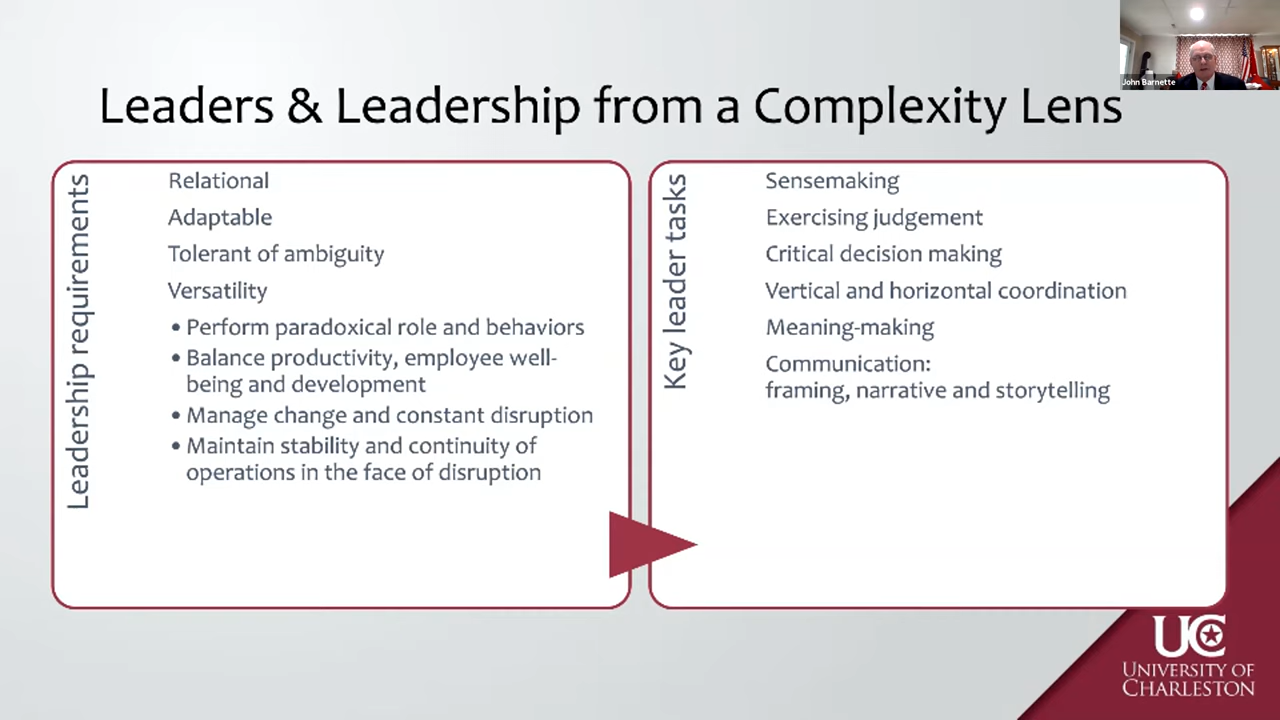 John Barnette
Leaders & Leadership from a Complexity Lens
Leadership requirements
Relational
Adaptable
Tolerant of ambiguity
Versatility
• Perform paradoxical role and behaviors
• Balance productivity, employee well-
being and development
• Manage change and constant disruption
• Maintain stability and continuity of
operations in the face of disruption
Key leader tasks
Sensemaking
Exercising judgement
Critical decision making
Vertical and horizontal coordination
Meaning-making
Communication:
framing, narrative and storytelling
UC
UNIVERSITY OF
CHARLESTON